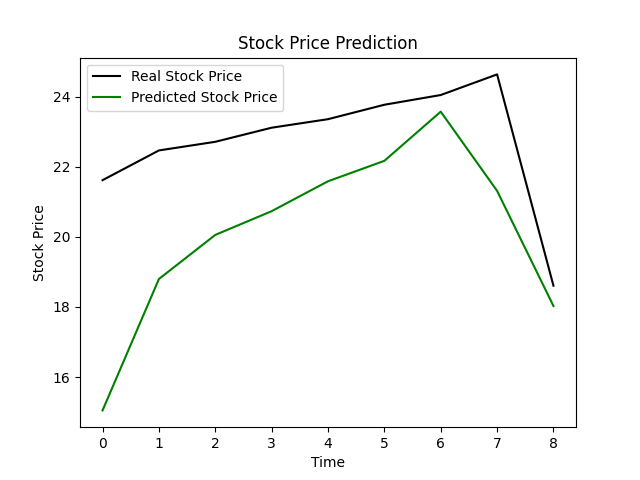 Stock Price Prediction
Real Stock Price
Predicted Stock Price
24
22
20
18
16
Stock Price
0 1 2 3 4 5 6 7 8
Time